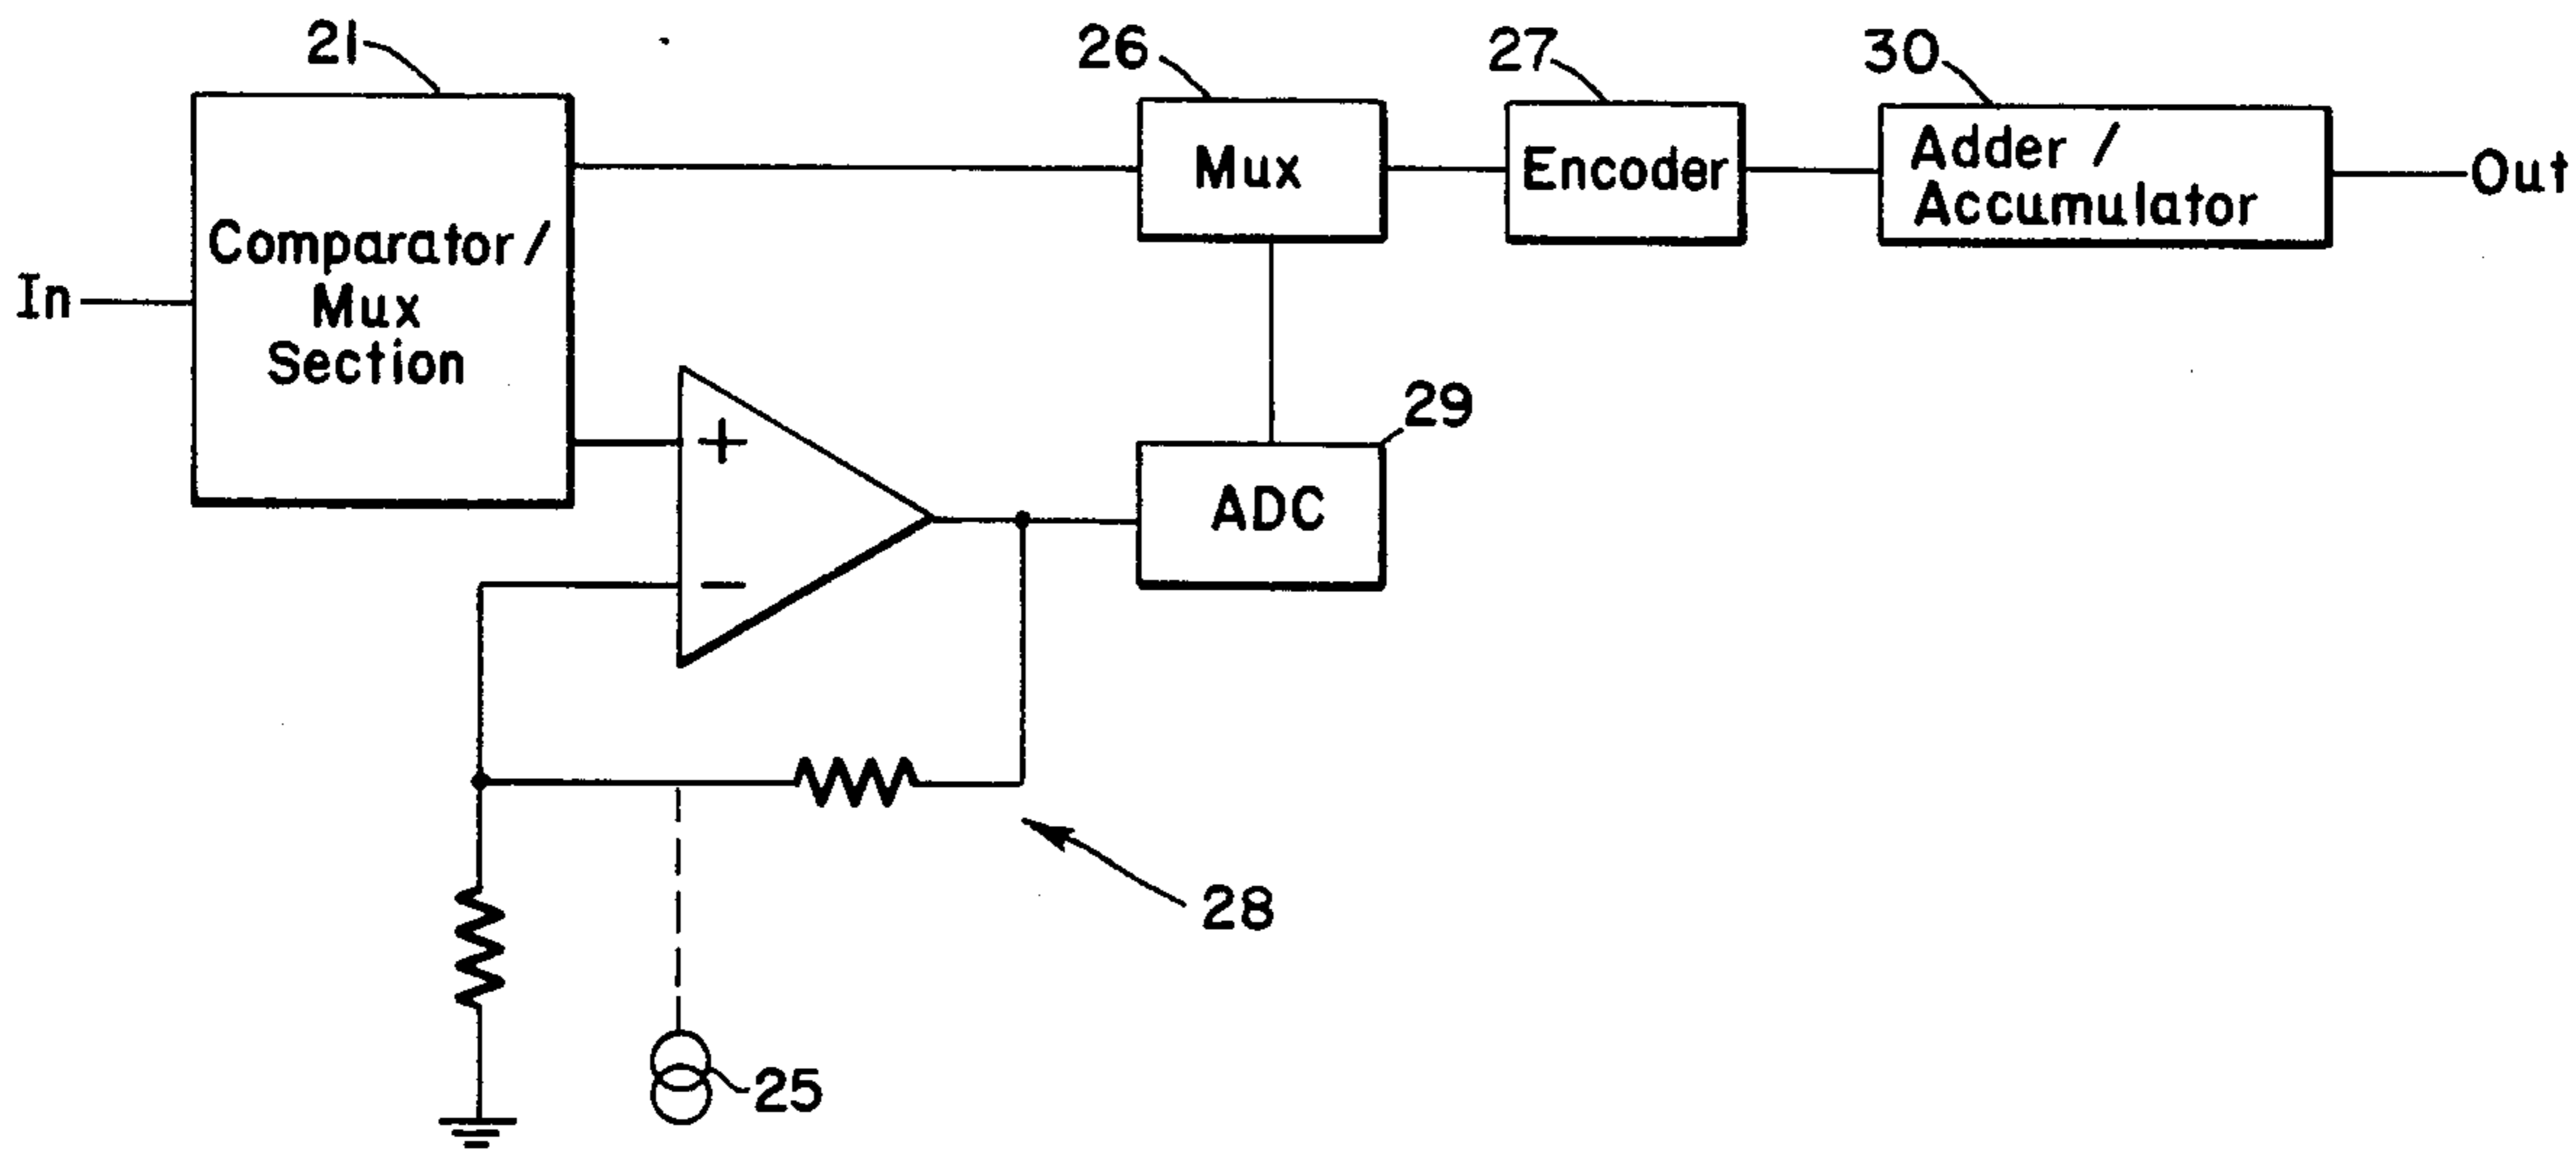 21
26
27
30
Comparator /
Mux
Section
Mux
Encoder
Adder /
Accumulator
Out
In
+
−
29
ADC
28
25